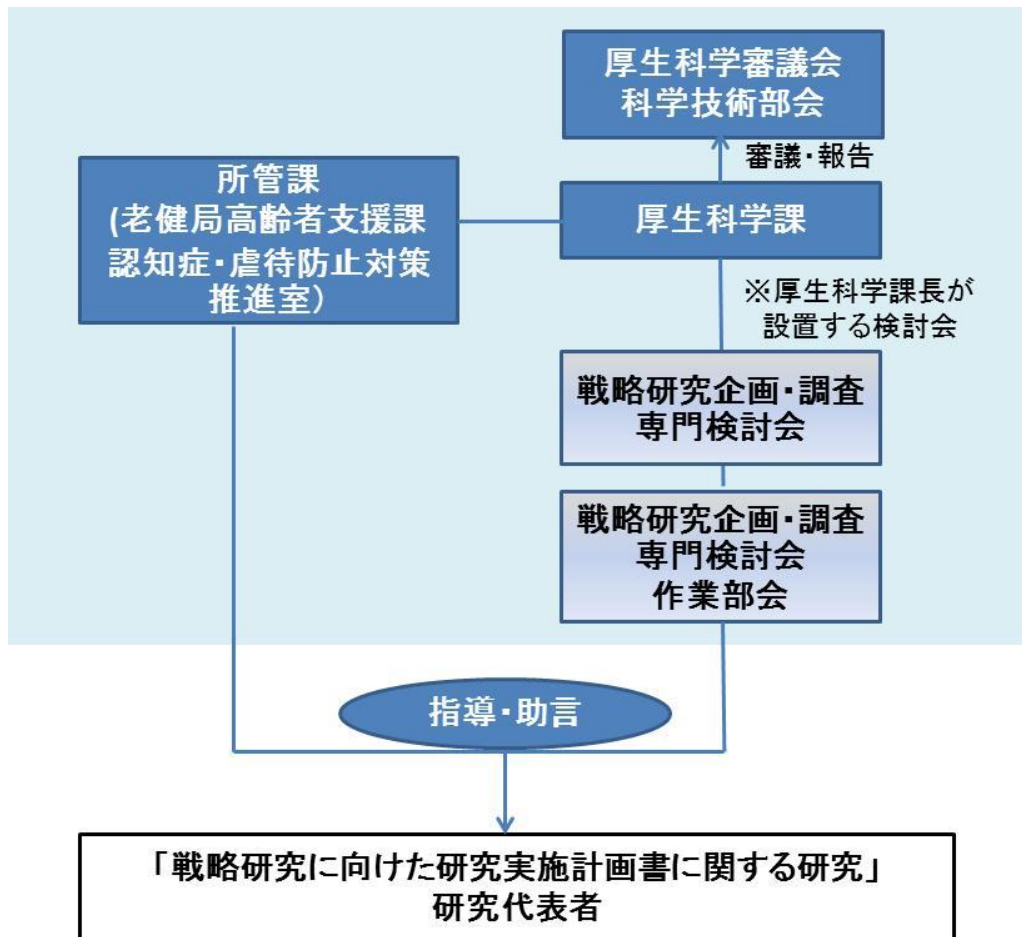 厚生科学審議会
科学技術部会
審議・報告
所管課
(老健局高齢者支援課
認知症・虐待防止対策
推進室）
厚生科学課
※厚生科学課長が
設置する検討会
戦略研究企画・調査
専門検討会
戦略研究企画・調査
専門検討会
作業部会
指導・助言
「戦略研究に向けた研究実施計画書に関する研究」
研究代表者